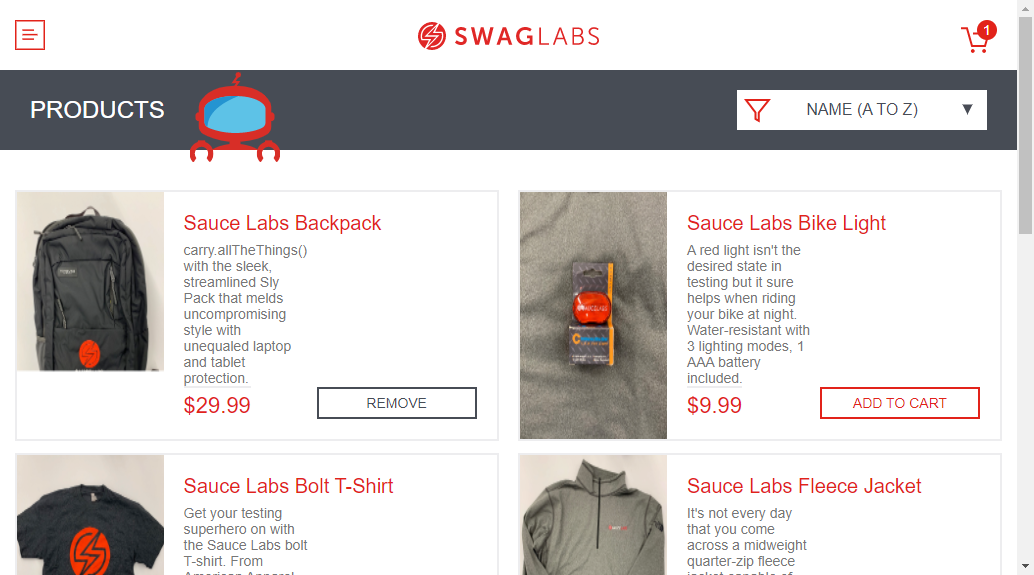 SWAGLABS
1
PRODUCTS
NAME (A TO Z)
Sauce Labs Backpack
carry.allTheThings()
with the sleek,
streamlined Sly
Pack that melds
uncompromising
style with
unequaled laptop
and tablet
protection.
$29.99
REMOVE
Sauce Labs Bike Light
A red light isn't the
desired state in
testing but it sure
helps when riding
your bike at night.
Water-resistant with
3 lighting modes, 1
AAA battery
included.
$9.99
ADD TO CART
Sauce Labs Bolt T-Shirt
Get your testing
superhero on with
the Sauce Labs bolt
T-shirt. From
American Apparel
Sauce Labs Fleece Jacket
It's not every day
that you come
across a midweight
quarter-zip fleece
jacket capable of